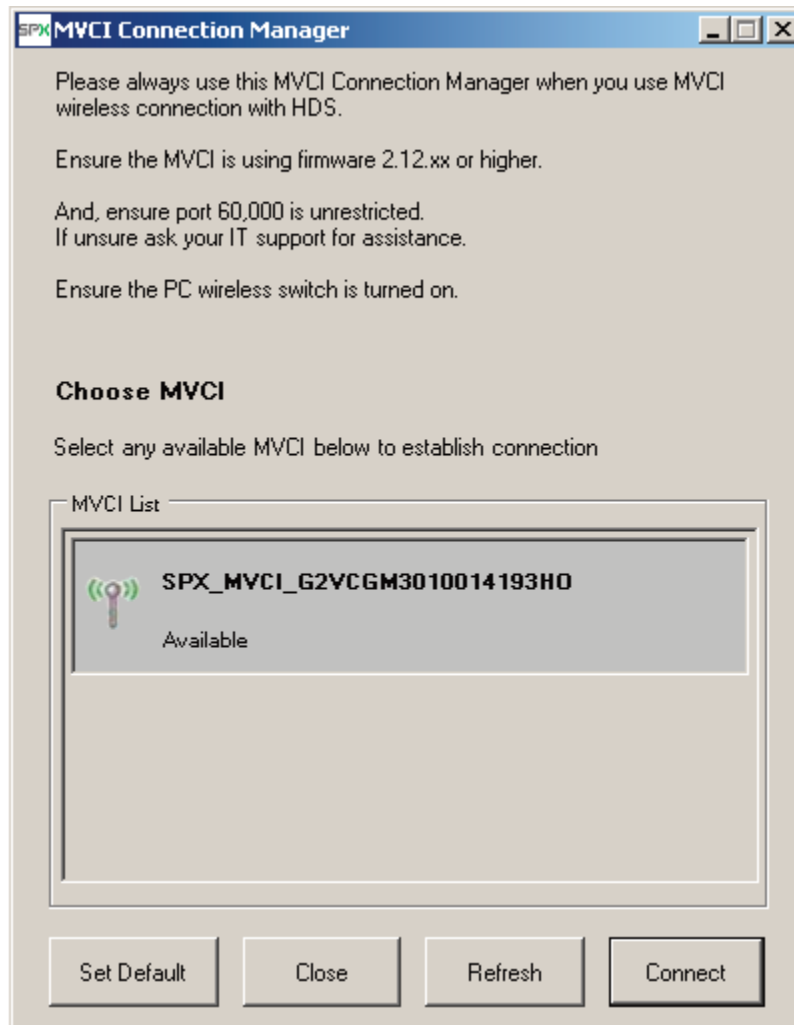 SPX MVCI Connection Manager
Please always use this MVCI Connection Manager when you use MVCI
wireless connection with HDS.
Ensure the MVCI is using firmware 2.12.xx or higher.
And, ensure port 60,000 is unrestricted.
If unsure ask your IT support for assistance.
Ensure the PC wireless switch is turned on.
Choose MVCI
Select any available MVCI below to establish connection
MVCI List
SPX_MVCI_G2VCGM3010014193HO
Available
Set Default Close Refresh Connect